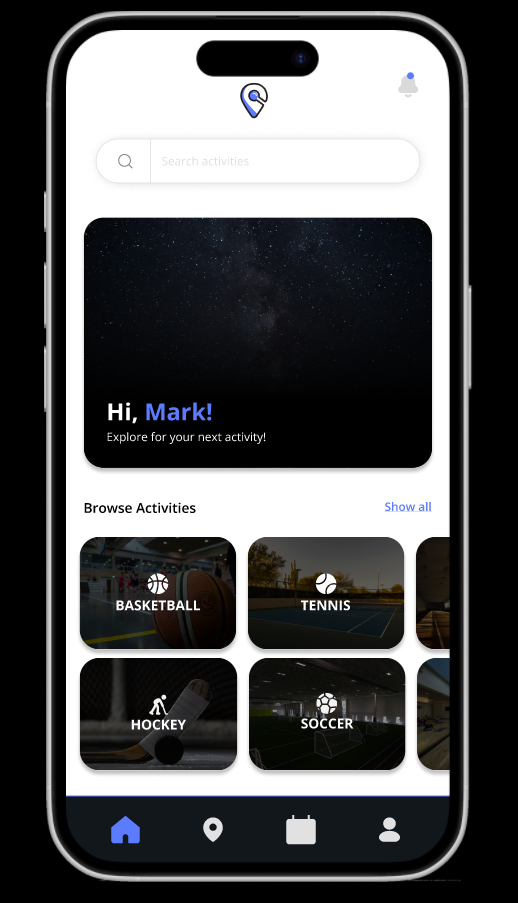 Search activities
Hi, Mark!
Explore for your next activity!
Browse Activities
Show all
BASKETBALL
TENNIS
HOCKEY
SOCCER